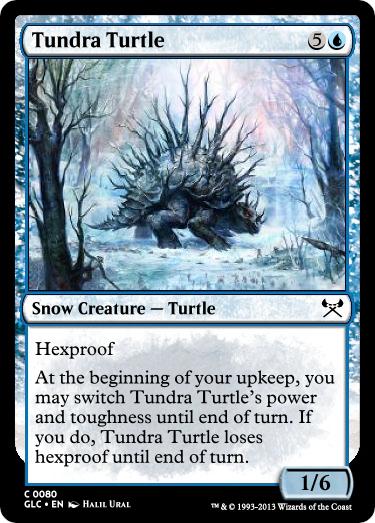 Tundra Turtle 5
Snow Creature — Turtle
Hexproof
At the beginning of your upkeep, you
may switch Tundra Turtle's power
and toughness until end of turn. If
you do, Tundra Turtle loses
hexproof until end of turn.
1/6
C 0080
GLC • EN Halil Ural
™ & © 1993-2013 Wizards of the Coast